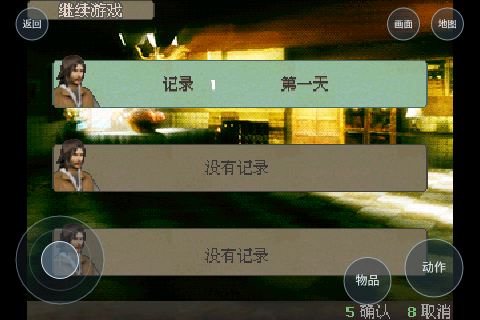 继续游戏
返回
画面
地图
记录 1 第一天
没有记录
没有记录
物品
动作
5 确认 8 取消